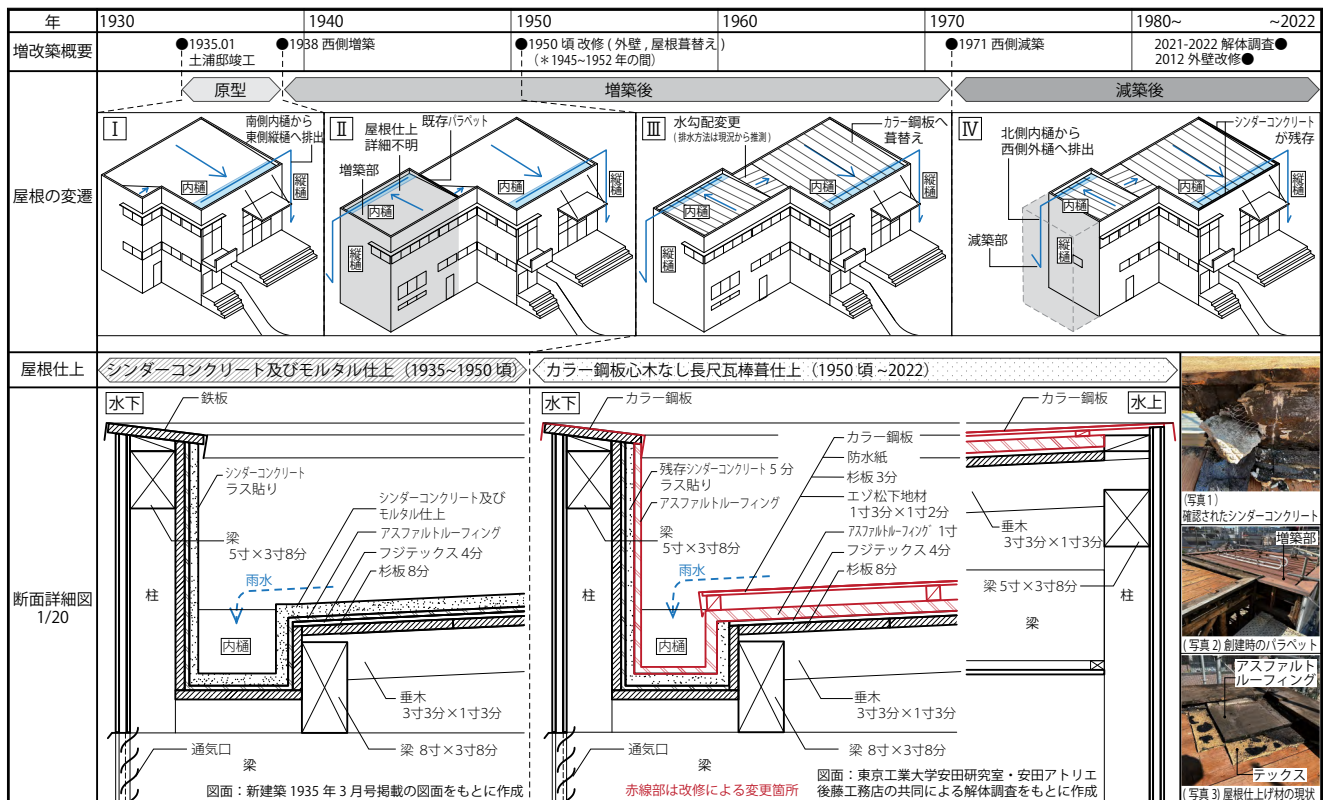 年
1930
1940
1950
1960
1970
1980~
~2022
増改築概要
●1935.01
土浦邸竣工
●1938 西側増築
●1950 頃 改修 ( 外壁 , 屋根葺替え )
(＊1945~1952 年の間)
●1971 西側減築
2021-2022 解体調査●
2012 外壁改修●
原型
増築後
減築後
屋根の変遷
Ⅰ
南側内樋から
東側縦樋へ排出
内樋
縦樋
Ⅱ
屋根仕上
詳細不明
既存パラペット
増築部
内樋
内樋
縦樋
縦樋
Ⅲ
水勾配変更
( 排水方法は現況から推測 )
カラー鋼板へ
葺替え
内樋
内樋
縦樋
縦樋
Ⅳ
北側内樋から
西側外樋へ排出
シンダーコンクリート
が残存
内樋
内樋
縦樋
縦樋
減築部
屋根仕上
シンダーコンクリート及びモルタル仕上（1935~1950 頃）
カラー鋼板心木なし長尺瓦棒葺仕上（1950 頃 ~2022）
断面詳細図
1/20
水下
鉄板
シンダーコンクリート
ラス貼り
シンダーコンクリート及び
モルタル仕上
アスファルトルーフィング
フジテックス 4分
杉板 8分
梁
5寸×3寸8分
雨水
柱
内樋
垂木
3寸3分×1寸3分
通気口
梁 8寸×3寸8分
梁
図面：新建築 1935 年 3 月号掲載の図面をもとに作成
水下
カラー鋼板
残存シンダーコンクリート 5 分
ラス貼り
アスファルトルーフィング
カラー鋼板
防水紙
杉板 3分
エゾ松下地材
1寸3分×1寸2分
アスファルトルーフィング 1寸
フジテックス 4分
杉板 8分
梁
5寸×3寸8分
雨水
柱
内樋
垂木
3寸3分×1寸3分
通気口
梁 8寸×3寸8分
梁
赤線部は改修による変更箇所
カラー鋼板
水上
垂木
3寸3分×1寸3分
梁 5寸×3寸8分
柱
梁
図面：東京工業大学安田研究室・安田アトリエ
後藤工務店の共同による解体調査をもとに作成
(写真 1)
確認されたシンダーコンクリート
増築部
( 写真 2) 創建時のパラペット
アスファルト
ルーフィング
テックス
( 写真 3) 屋根仕上げ材の現状